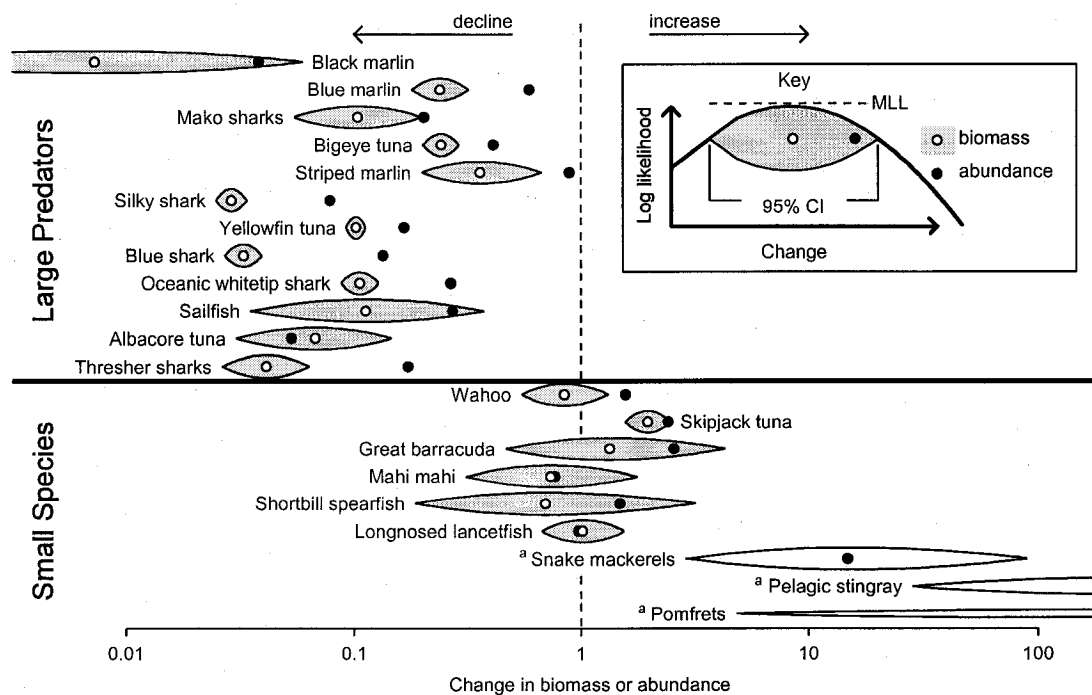 decline
increase
Black marlin
Blue marlin
Mako sharks
Bigeye tuna
Striped marlin
Silky shark
Yellowfin tuna
Blue shark
Oceanic whitetip shark
Sailfish
Albacore tuna
Thresher sharks
Large Predators
Key
MLL
Log likelihood
95% CI
Change
biomass
abundance
Wahoo
Skipjack tuna
Great barracuda
Mahi mahi
Shortbill spearfish
Longnosed lancetfish
a Snake mackerels
a Pelagic stingray
a Pomfrets
Small Species
0.01 0.1 1 10 100
Change in biomass or abundance